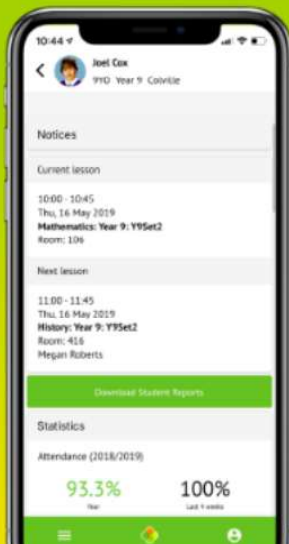 10:44
Joel Cox
9YO Year 9 Colville
Notices
Current lesson
10:00 - 10:45
Thu, 16 May 2019
Mathematics: Year 9: Y9Set2
Room: 106
Next lesson
11:00 - 11:45
Thu, 16 May 2019
History: Year 9: Y9Set2
Room: 416
Megan Roberts
Download Student Reports
Statistics
Attendance (2018/2019)
93.3% 100%
Year Last 4 weeks